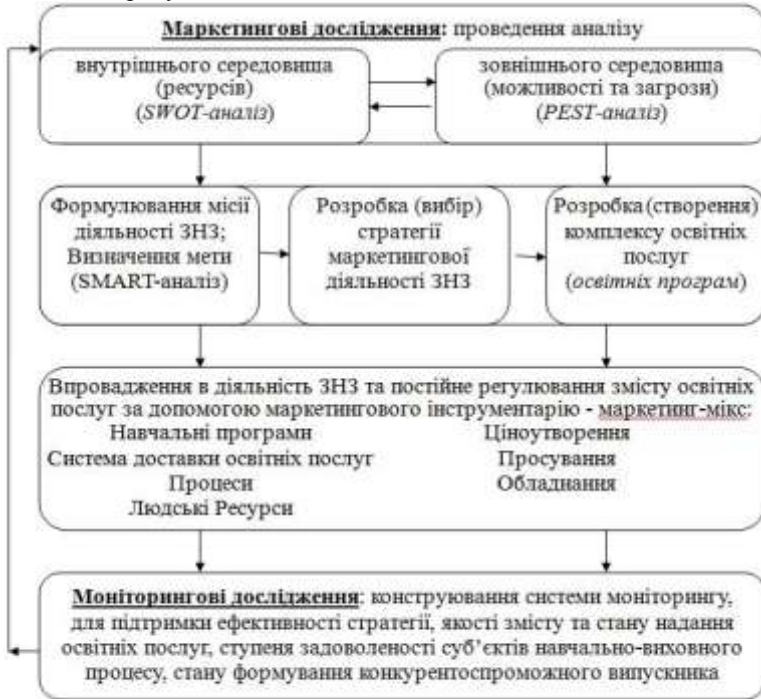 Маркетингові дослідження: проведення аналізу
внутрішнього середовища
(ресурсів)
(SWOT-аналіз)
зовнішнього середовища
(можливості та загрози)
(PEST-аналіз)
Формулювання місії
діяльності ЗНЗ;
Визначення мети
(SMART-аналіз)
Розробка (вибір)
стратегії
маркетингової
діяльності ЗНЗ
Розробка (створення)
комплексу освітніх
послуг
(освітніх програм)
Впровадження в діяльність ЗНЗ та постійне регулювання змісту освітніх
послуг за допомогою маркетингового інструментарію - маркетинг-мікс:
Навчальні програми
Система доставки освітніх послуг
Процеси
Людські Ресурси
Ціноутворення
Просування
Обладнання
Моніторингові дослідження: конструювання системи моніторингу,
для підтримки ефективності стратегії, якості змісту та стану надання
освітніх послуг, ступеня задоволеності суб’єктів навчально-виховного
процесу, стану формування конкурентоспроможного випускника